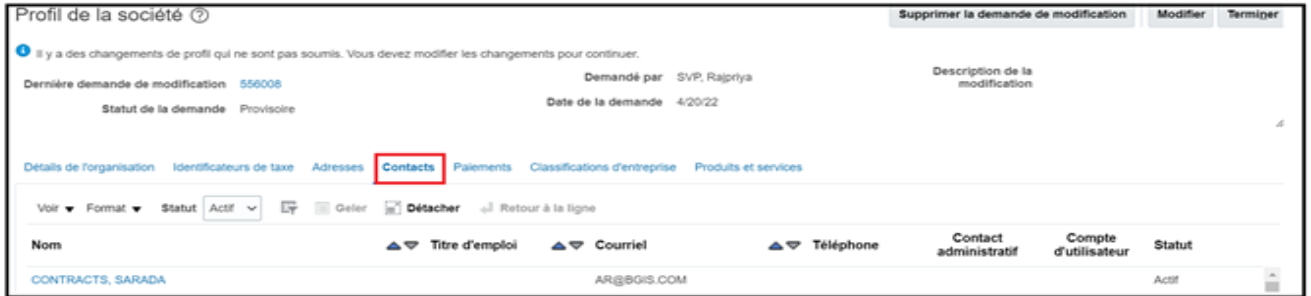 Profil de la société
Supprimer la demande de modification Modifier Terminer
Il y a des changements de profil qui ne sont pas soumis. Vous devez modifier les changements pour continuer.
Dernière demande de modification 556008
Statut de la demande Provisoire
Demandé par SVP, Rajpriya
Date de la demande 4/20/22
Description de la
modification
Détails de l'organisation Identificateurs de taxe Adresses Contacts Paiements Classifications d'entreprise Produits et services
Voir Format Statut Actif Geler Détacher Retour à la ligne
Nom Titre d'emploi Courriel Téléphone Contact administratif Compte d'utilisateur Statut
CONTRACTS, SARADA AR@BGIS.COM Actif